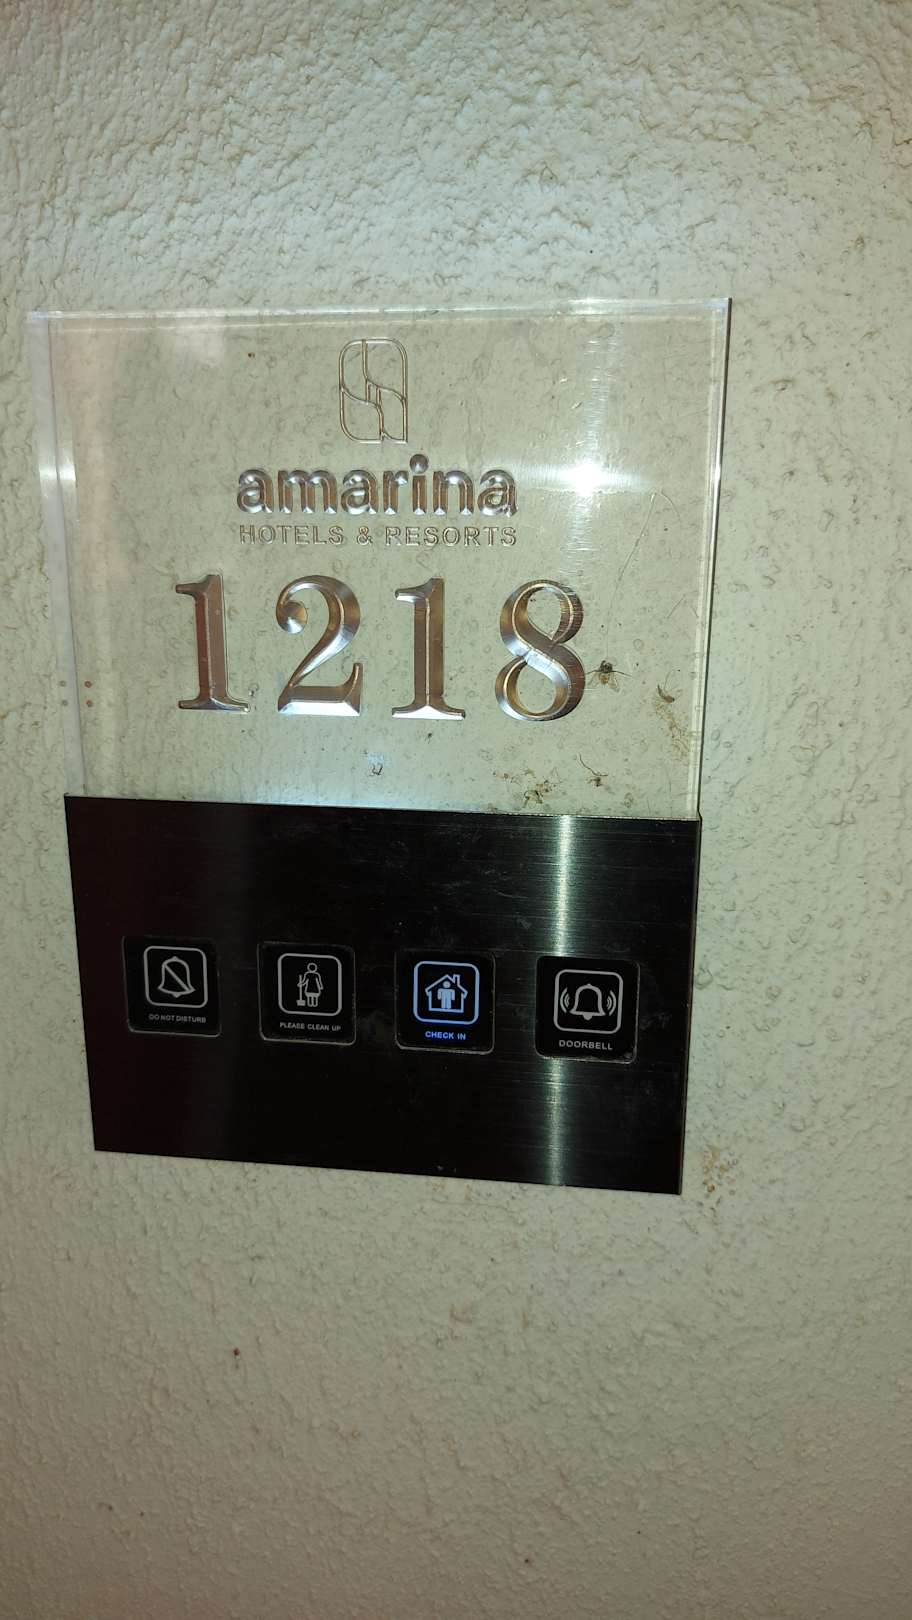 amarina
HOTELS & RESORTS
1218
DO NOT DISTURB
PLEASE CLEAN UP
CHECK IN
DOORBELL